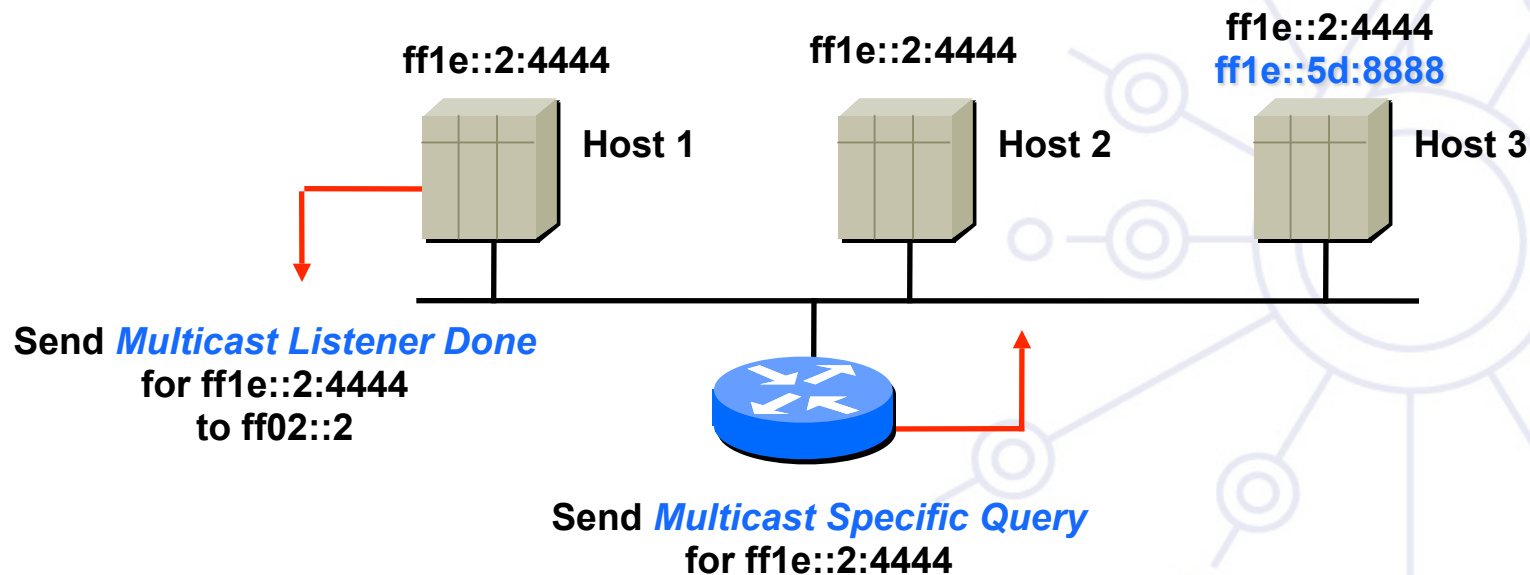 ff1e::2:4444
Host 1
ff1e::2:4444
Host 2
ff1e::2:4444
ff1e::5d:8888
Host 3
Send Multicast Listener Done
for ff1e::2:4444
to ff02::2
Send Multicast Specific Query
for ff1e::2:4444